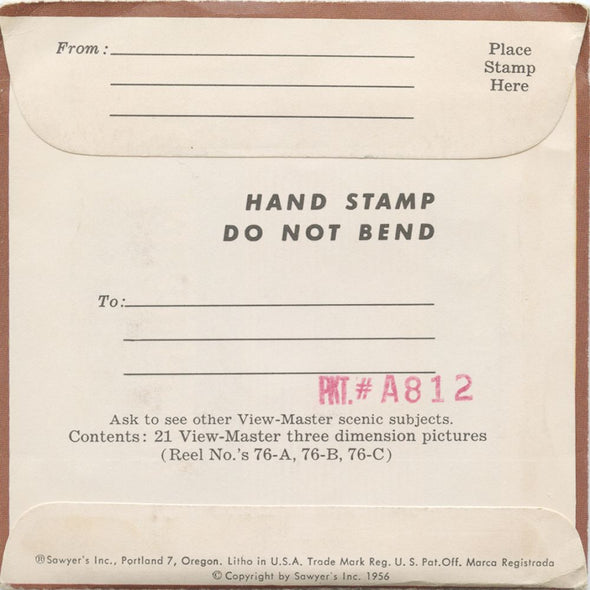 From:
Place
Stamp
Here
HAND STAMP
DO NOT BEND
To:
PKT.# A812
Ask to see other View-Master scenic subjects.
Contents: 21 View-Master three dimension pictures
(Reel No.'s 76-A, 76-B, 76-C)
®Sawyer's Inc., Portland 7, Oregon. Litho in U.S.A. Trade Mark Reg. U. S. Pat.Off. Marca Registrada
© Copyright by Sawyer's Inc. 1956